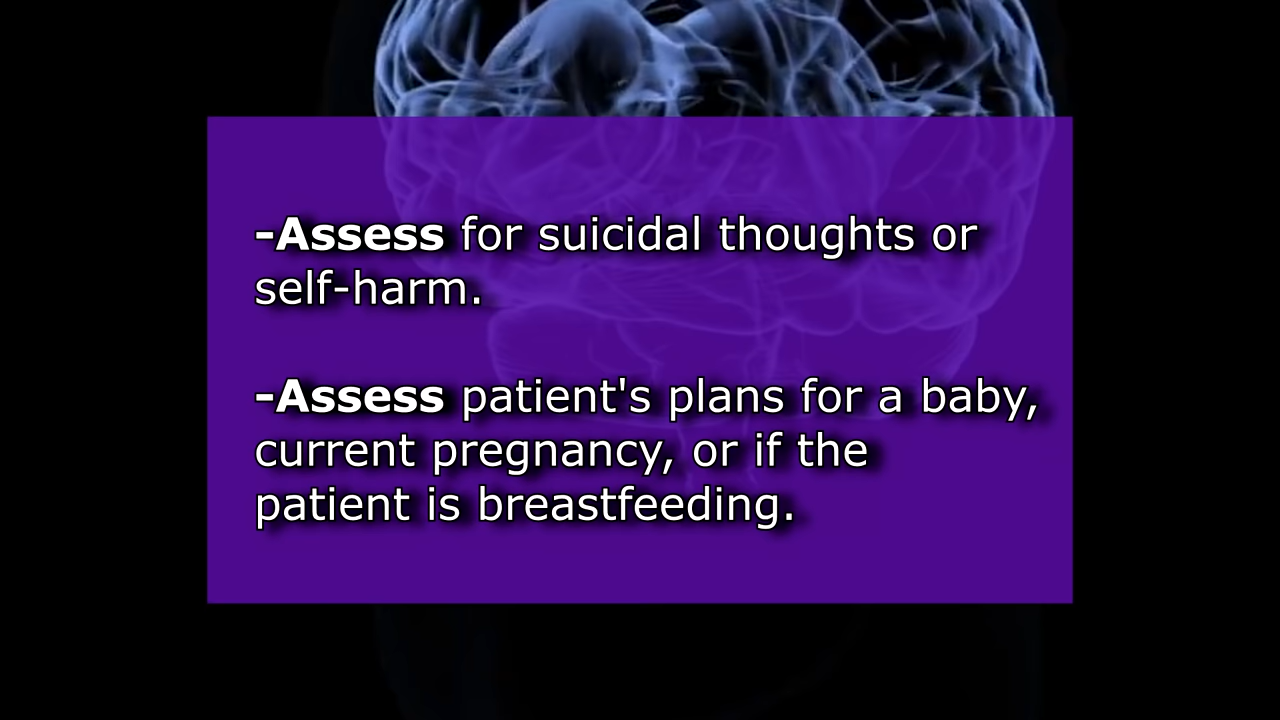 -Assess for suicidal thoughts or
self-harm.
-Assess patient's plans for a baby,
current pregnancy, or if the
patient is breastfeeding.